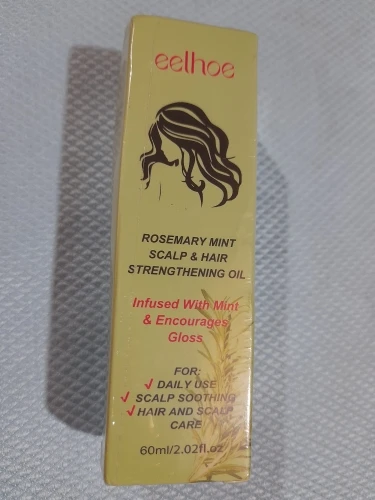 eelhoe
ROSEMARY MINT
SCALP & HAIR
STRENGTHENING OIL
Infused With Mint
& Encourages
Gloss
FOR:
✓ DAILY USE
✓ SCALP SOOTHING
✓ HAIR AND SCALP
CARE
60ml/2.02fl.oz